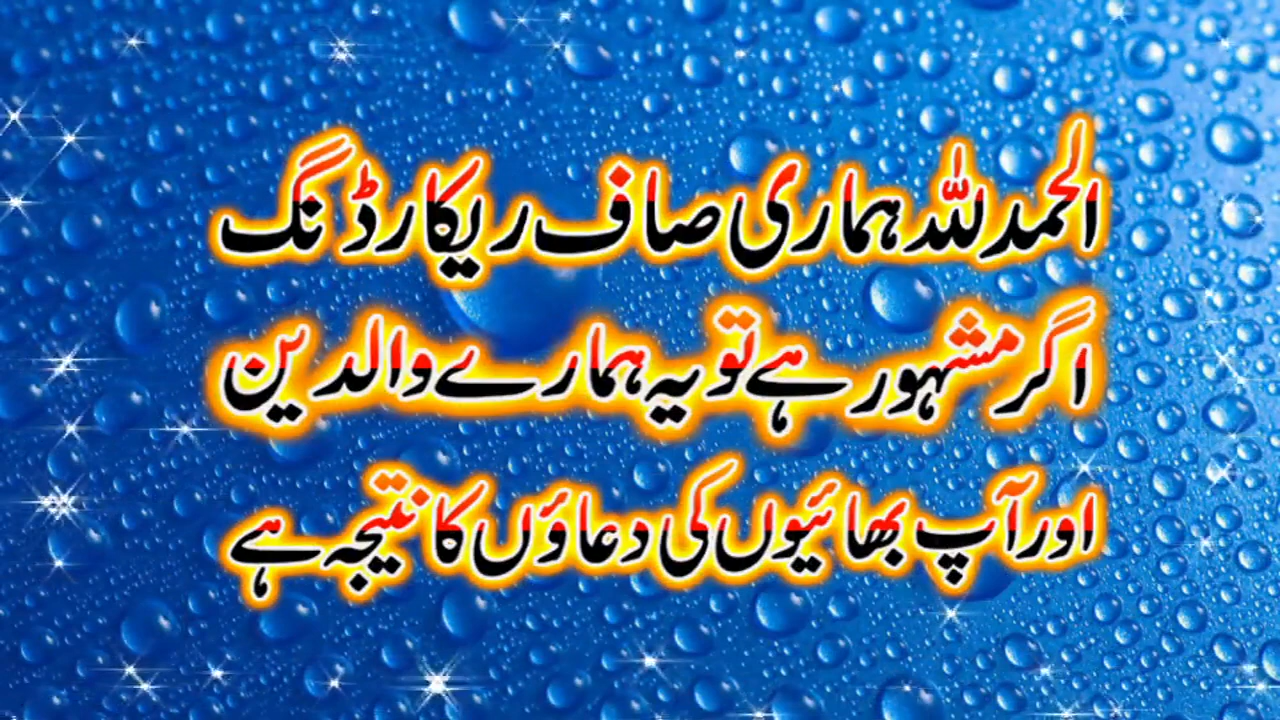 الحمدللہ ہماری صاف ریکارڈنگ
اگر مشہور ہے تو یہ ہمارے والدین
اور آپ بھائیوں کی دعاؤں کا نتیجہ ہے